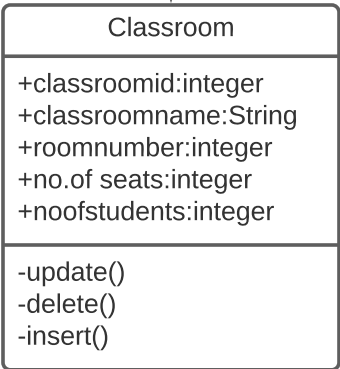 Classroom
+classroomid:integer
+classroomname:String
+roomnumber:integer
+no.of seats:integer
+noofstudents:integer
-update()
-delete()
-insert()